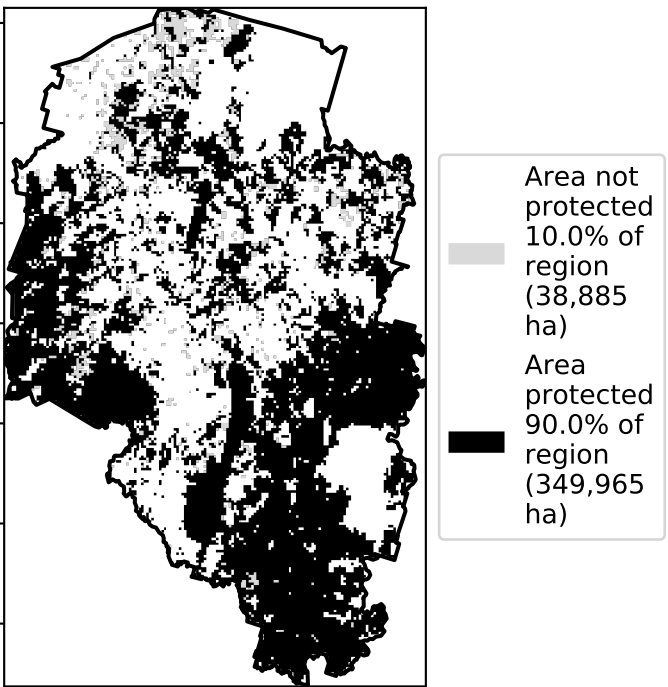 Area not
protected
10.0% of
region
(38,885
ha)
Area
protected
90.0% of
region
(349,965
ha)